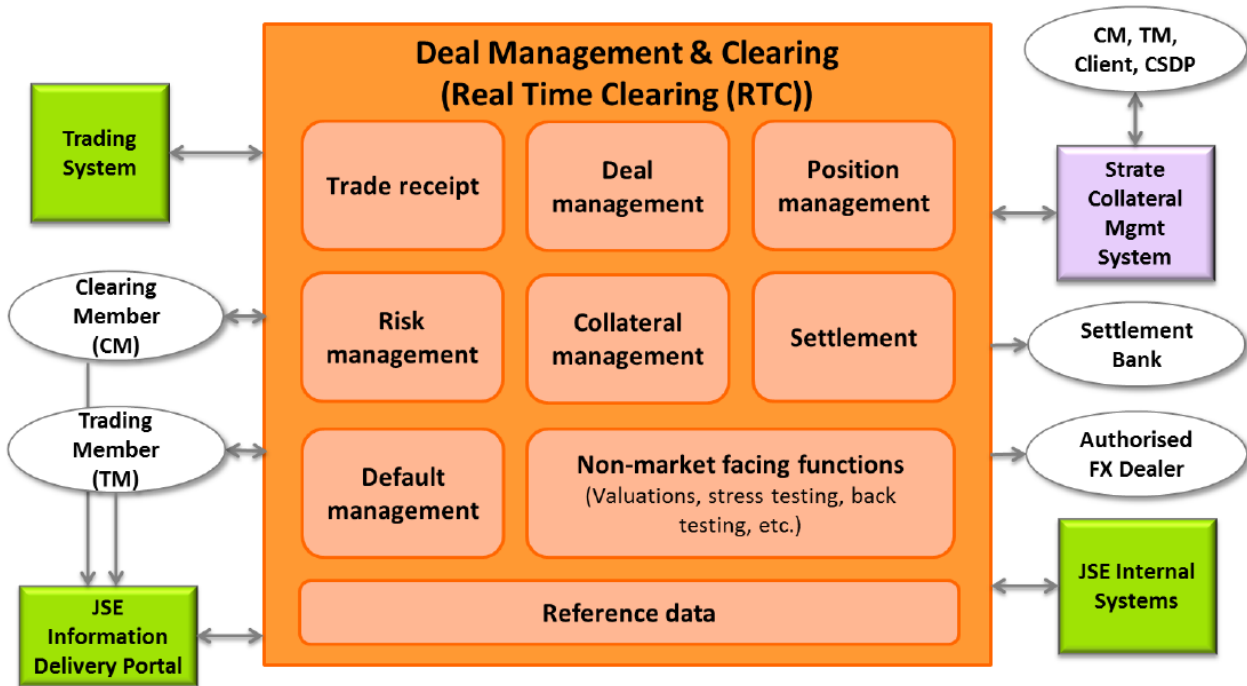 Deal Management & Clearing
(Real Time Clearing (RTC))
Trading
System
Clearing
Member
(CM)
Trading
Member
(TM)
JSE
Information
Delivery Portal
Trade receipt
Deal
management
Position
management
Risk
management
Collateral
management
Settlement
Default
management
Non-market facing functions
(Valuations, stress testing, back
testing, etc.)
Reference data
CM, TM,
Client, CSDP
Strate
Collateral
Mgmt
System
Settlement
Bank
Authorised
FX Dealer
JSE Internal
Systems